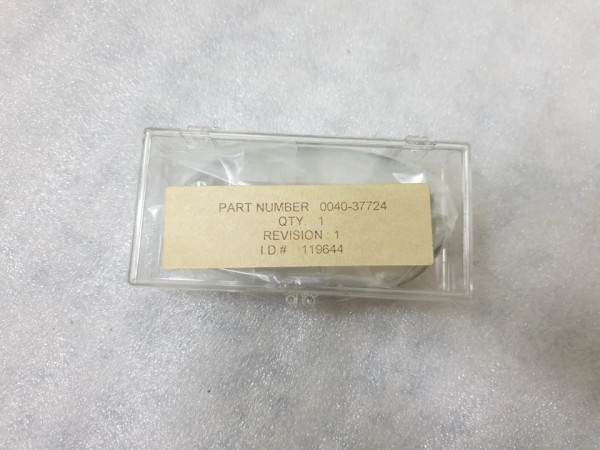 PART NUMBER 0040-37724
QTY. 1
REVISION : 1
I.D.# 119644